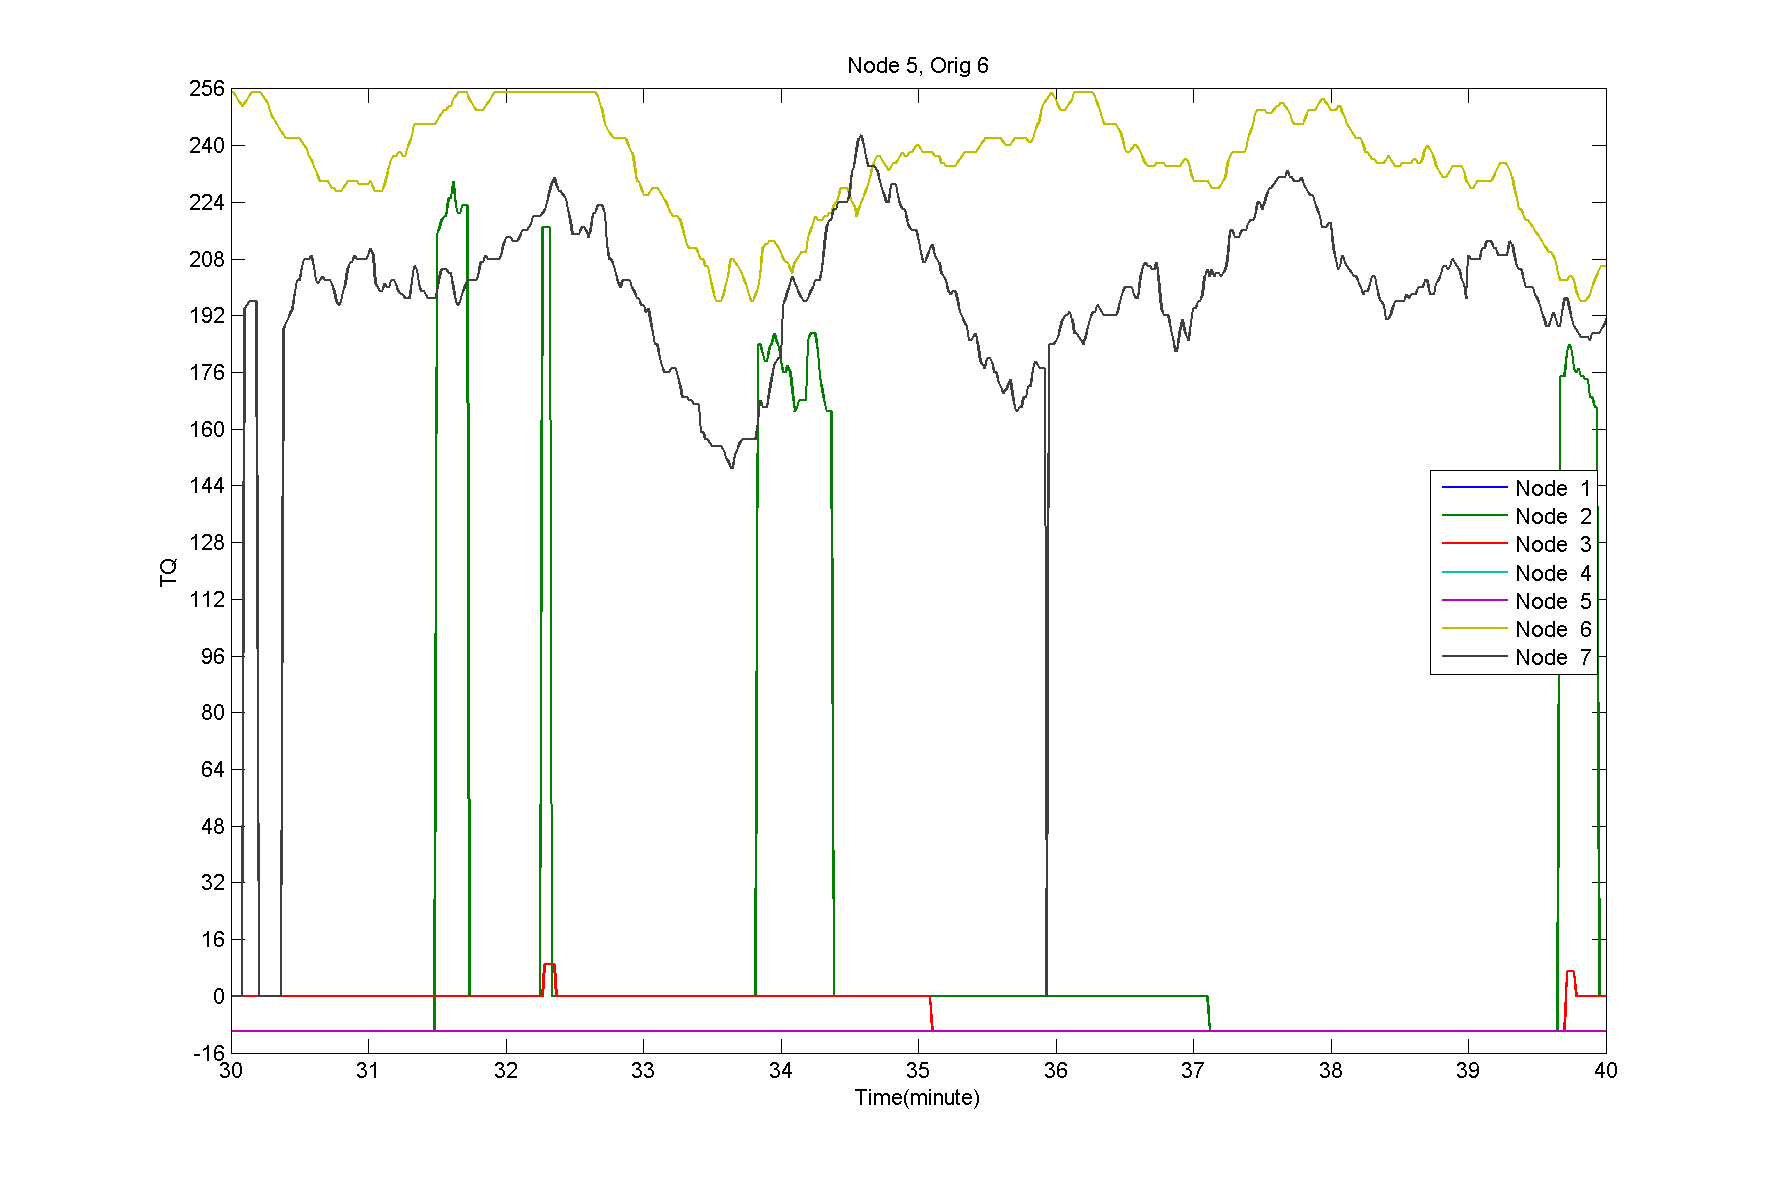 Node 5, Orig 6
256
240
224
208
192
176
160
144
128
112
96
80
64
48
32
16
0
-16
TQ
Node 1
Node 2
Node 3
Node 4
Node 5
Node 6
Node 7
30 31 32 33 34 35 36 37 38 39 40
Time(minute)